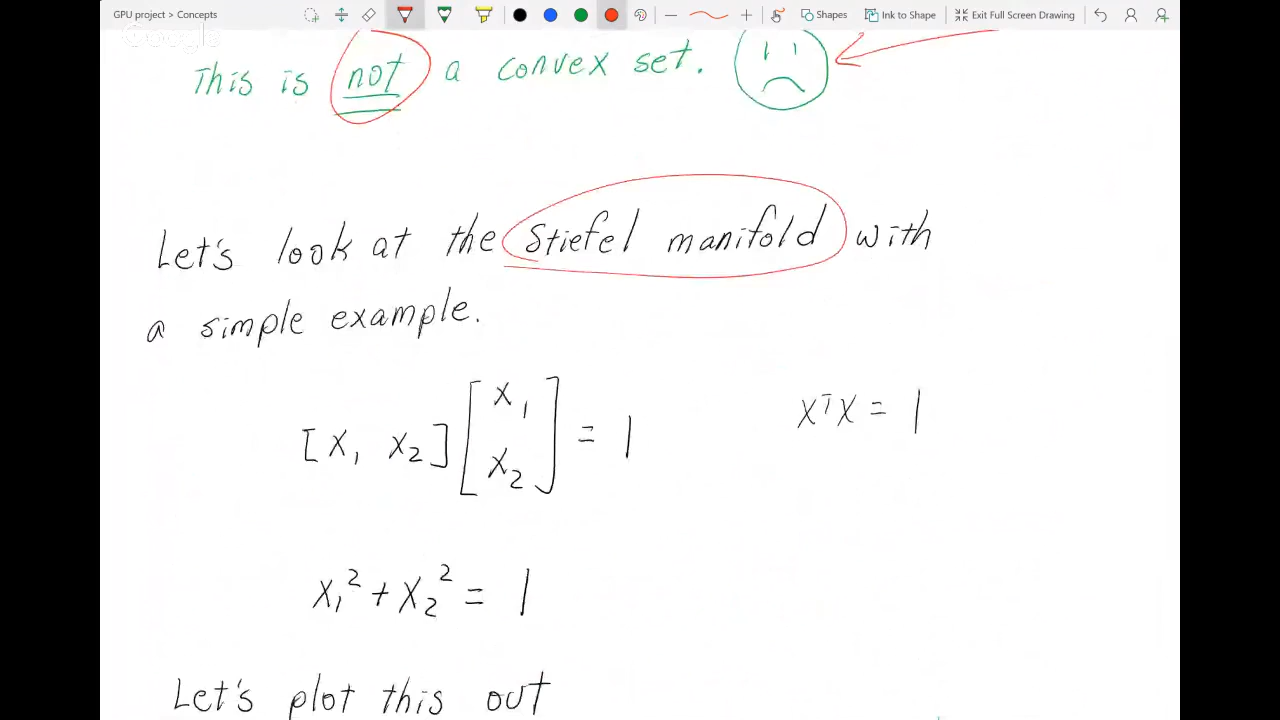 GPU project > Concepts
Shapes
Ink to Shape
Exit Full Screen Drawing
Google
This is not a convex set.
Let's look at the Stiefel manifold with
a simple example.
[x₁ x₂] [x₁ x₂] = 1
xᵀx = 1
x₁² + x₂² = 1
Let's plot this out